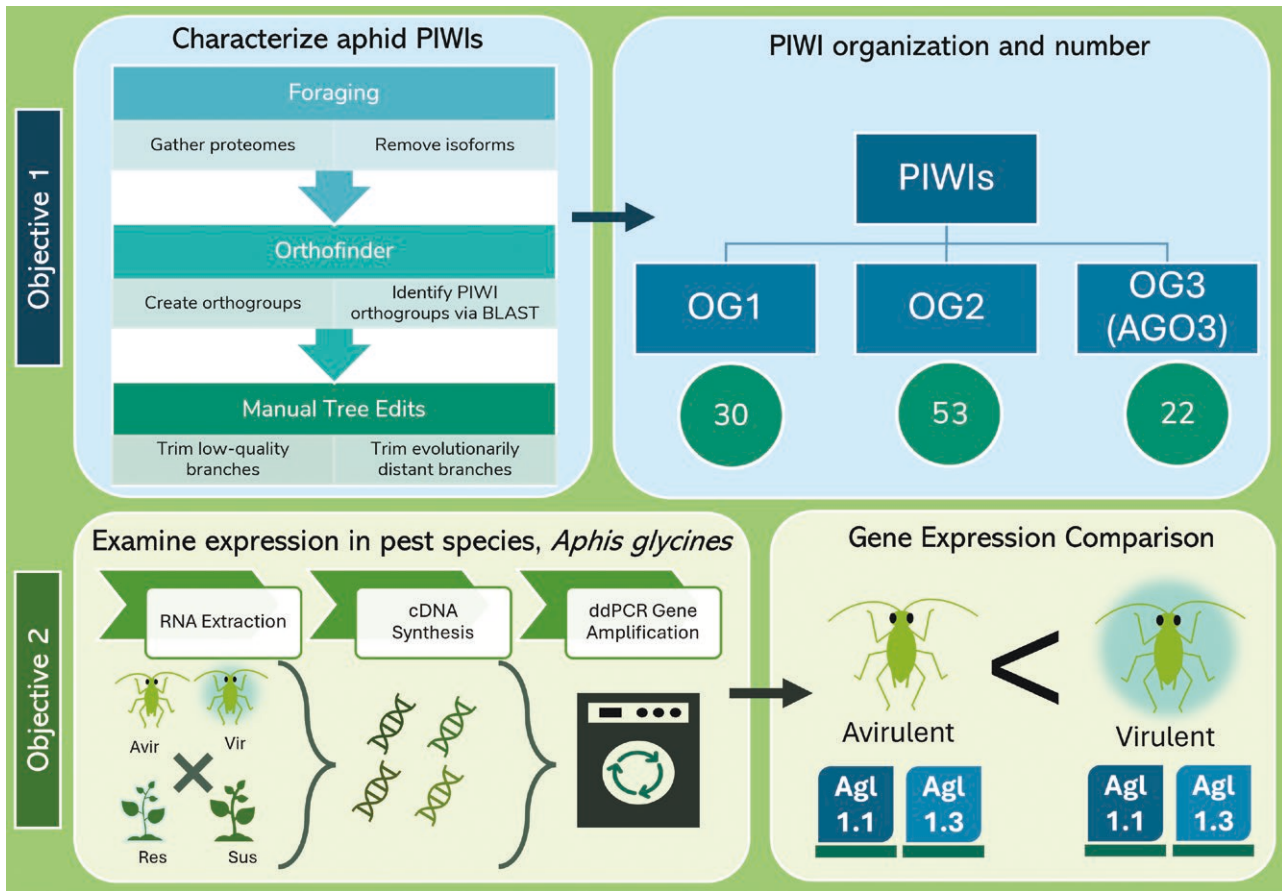 Objective 1
Characterize aphid PIWIs
Foraging
Gather proteomes
Remove isoforms
Orthofinder
Create orthogroups
Identify PIWI
orthogroups via BLAST
Manual Tree Edits
Trim low-quality
branches
Trim evolutionarily
distant branches
PIWI organization and number
PIWIs
OG1
OG2
OG3
(AGO3)
30
53
22
Objective 2
Examine expression in pest species, Aphis glycines
RNA Extraction
cDNA
Synthesis
ddPCR Gene
Amplification
Avir
Vir
Res
Sus
Gene Expression Comparison
<
Avirulent
Virulent
Agl
1.1
Agl
1.3
Agl
1.1
Agl
1.3